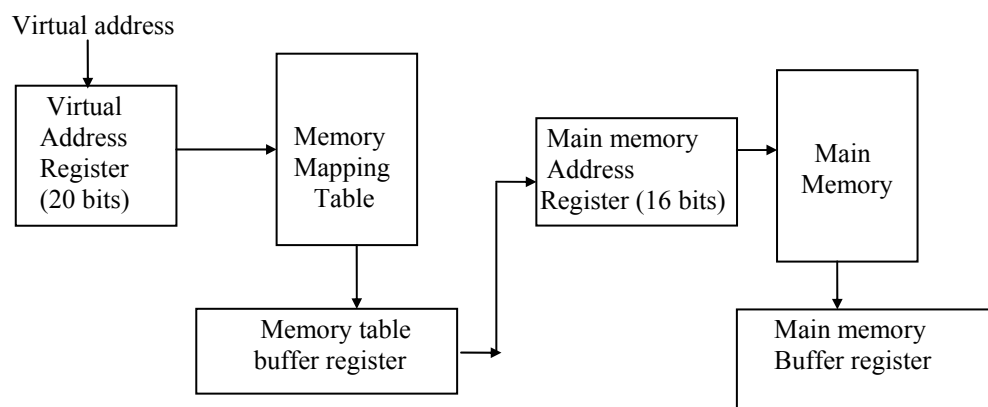 Virtual address
Virtual
Address
Register
(20 bits)
Memory
Mapping
Table
Main memory
Address
Register (16 bits)
Main
Memory
Memory table
buffer register
Main memory
Buffer register